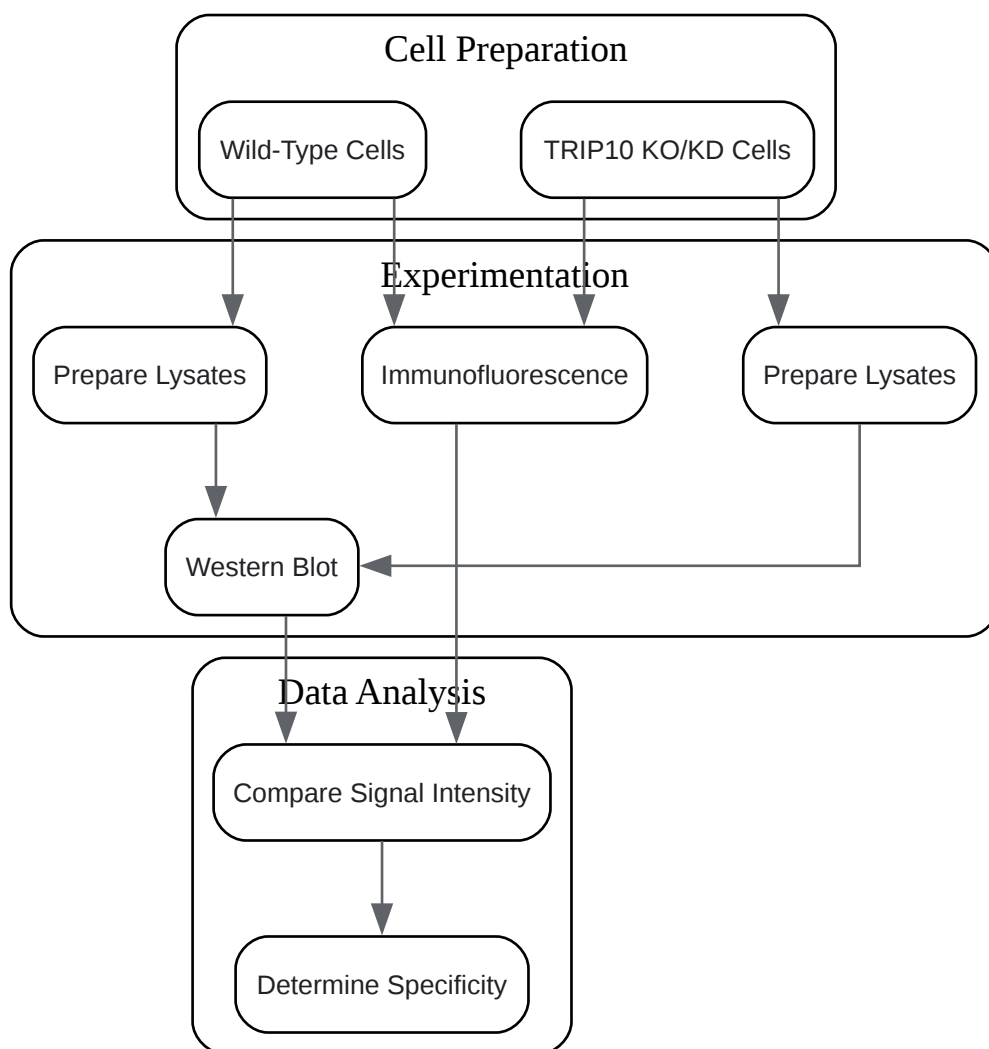 Cell Preparation
Wild-Type Cells
TRIP10 KO/KD Cells
Experimentation
Prepare Lysates
Immunofluorescence
Prepare Lysates
Western Blot
Data Analysis
Compare Signal Intensity
Determine Specificity